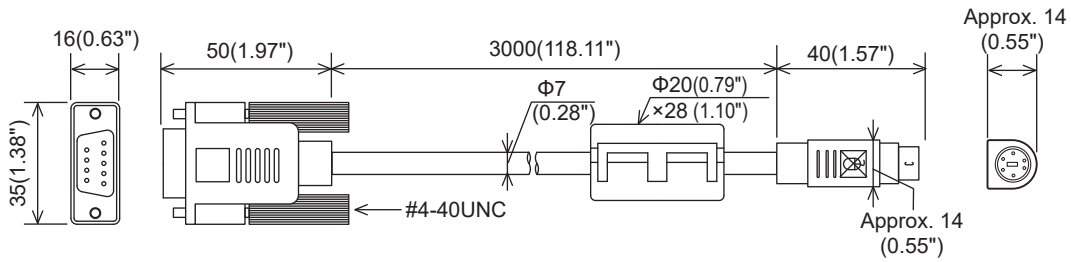 16(0.63")
50(1.97")
3000(118.11")
40(1.57")
Approx. 14
(0.55")
35(1.38")
Φ7
(0.28")
Φ20(0.79")
×28 (1.10")
C
#4-40UNC
Approx. 14
(0.55")